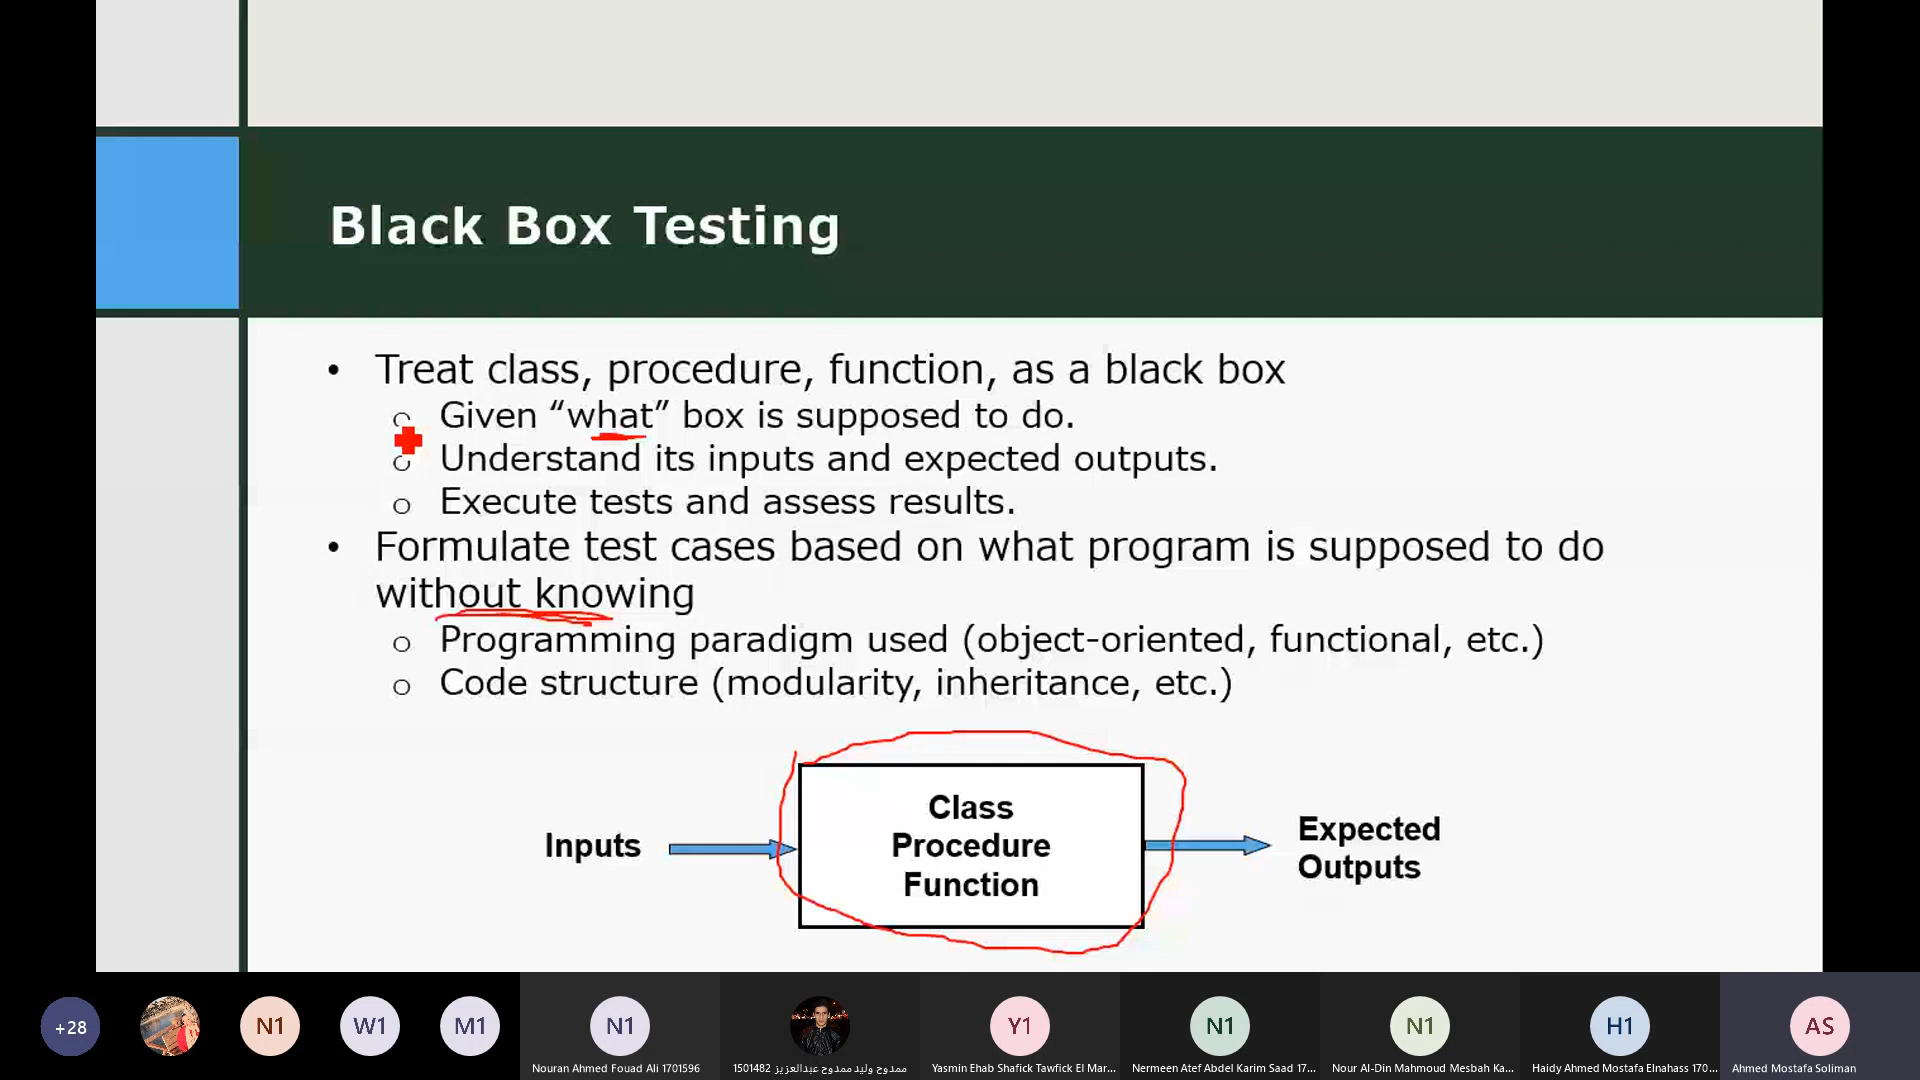 Black Box Testing
• Treat class, procedure, function, as a black box
o Given “what” box is supposed to do.
o Understand its inputs and expected outputs.
o Execute tests and assess results.
• Formulate test cases based on what program is supposed to do
without knowing
o Programming paradigm used (object-oriented, functional, etc.)
o Code structure (modularity, inheritance, etc.)
Inputs
Class
Procedure
Function
Expected
Outputs
+28
N1
W1
M1
N1
Y1
N1
N1
H1
AS
Nouran Ahmed Fouad Ali 1701596
ممدوح وليد ممدوح عبدالعزيز 1501482
Yasmin Ehab Shafick Tawfick El Mar...
Nermeen Atef Abdel Karim Saad 17...
Nour Al-Din Mahmoud Mesbah Ka...
Haidy Ahmed Mostafa Elnahass 170...
Ahmed Mostafa Soliman